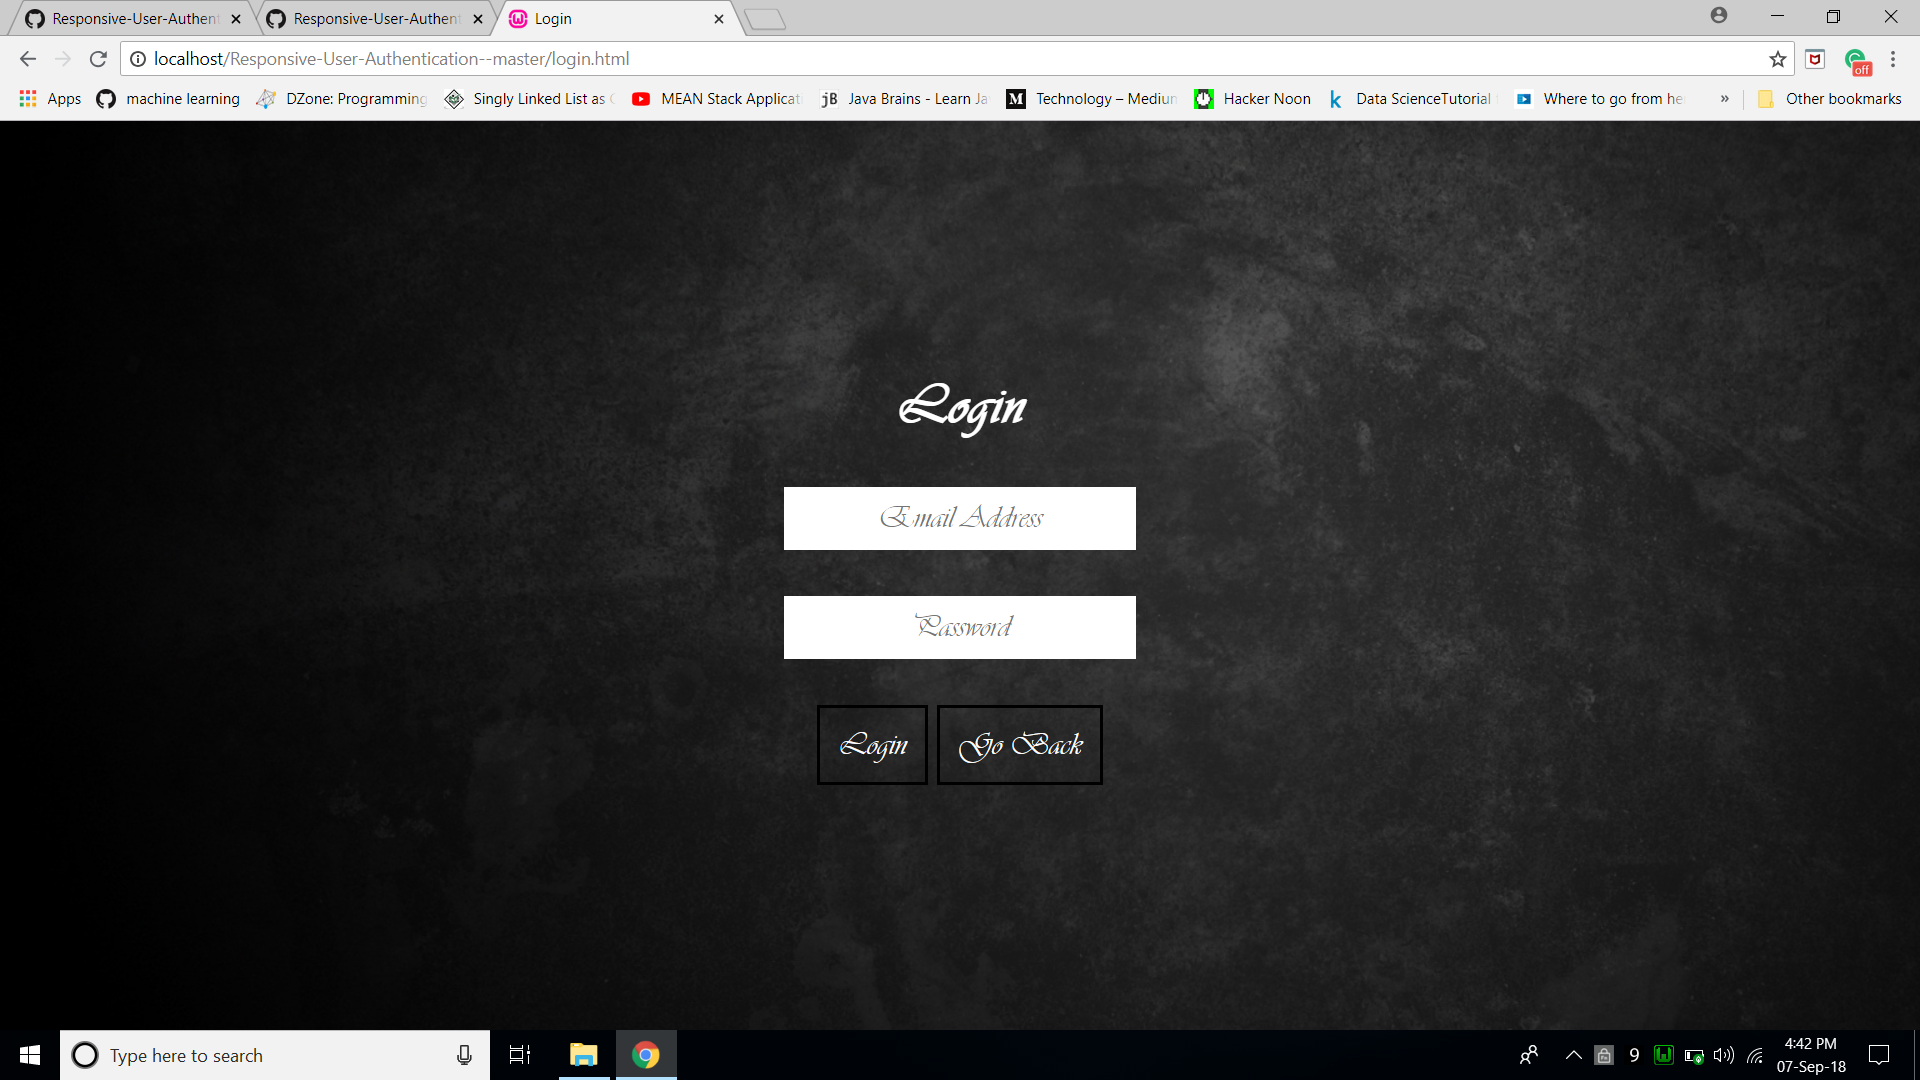 Responsive-User-Authent
Responsive-User-Authent
Login
localhost/Responsive-User-Authentication--master/login.html
off
Apps
machine learning
DZone: Programming
Singly Linked List as
MEAN Stack Applicat
jB
Java Brains - Learn Ja
M
Technology – Medium
Hacker Noon
k
Data ScienceTutorial
Where to go from he
»
Other bookmarks
Login
Email Address
Password
Login
Go Back
Type here to search
9
4:42 PM
07-Sep-18